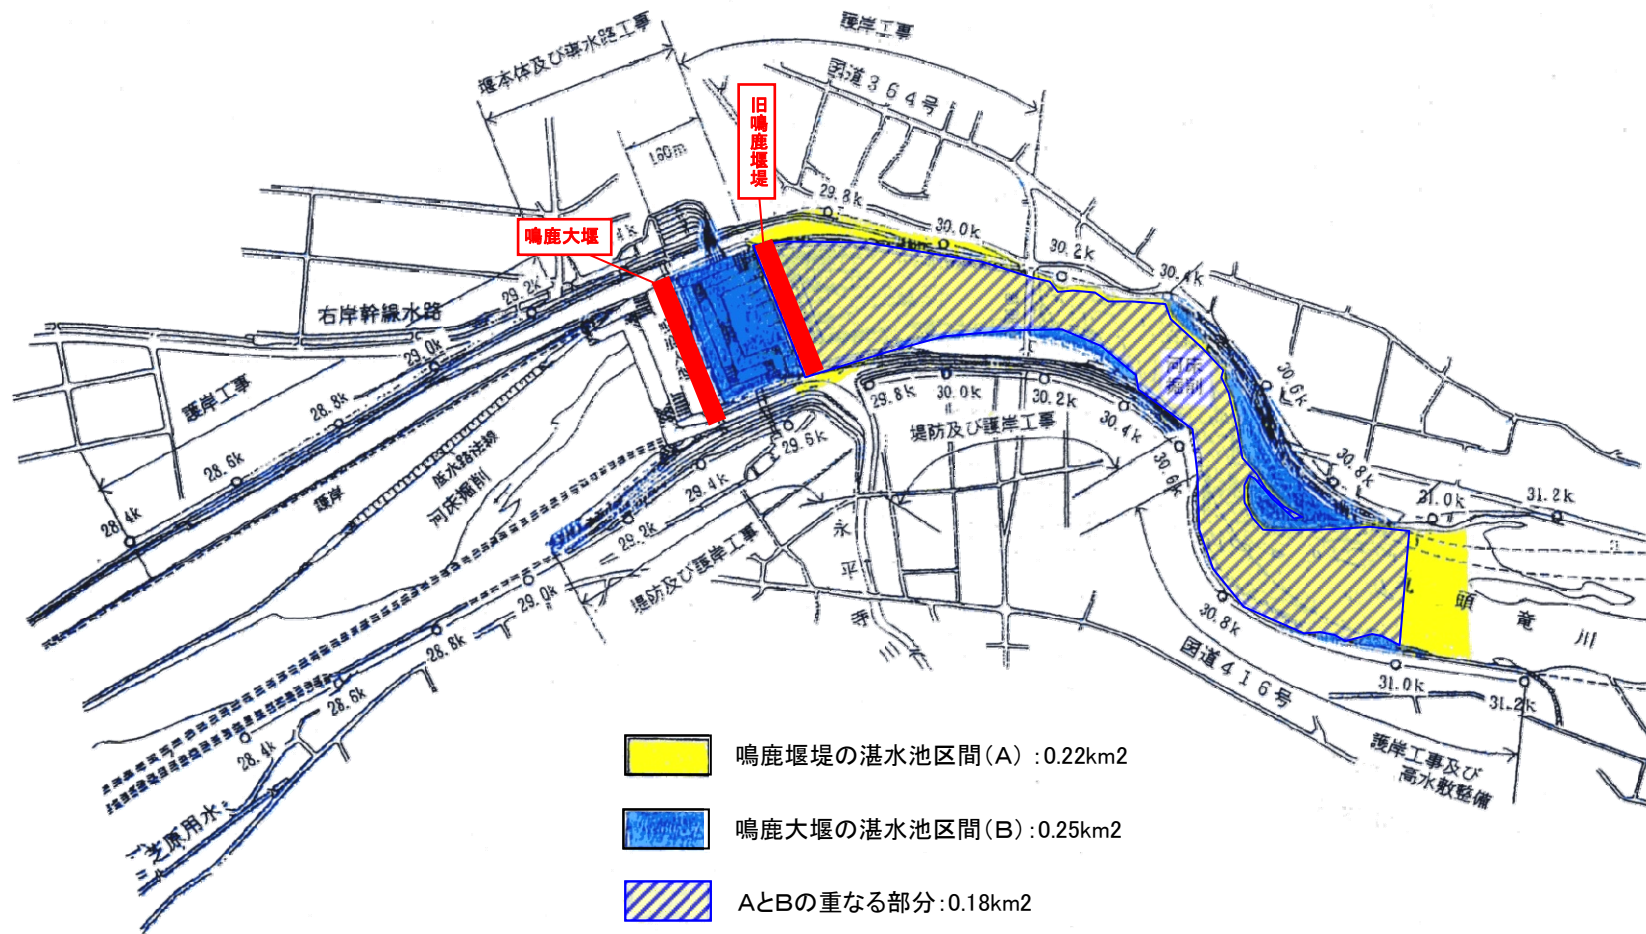 護岸工事
堰本体及び導水路工事
国道364号
旧鳴鹿堰堤
160m
鳴鹿大堰
29.8k
30.0k
30.2k
30.4k
29.2k
右岸幹線水路
29.0k
護岸工事
28.8k
28.6k
28.4k
護岸
低水路法線
河床掘削
河床
掘削
30.6k
30.8k
31.0k
31.2k
29.8k
30.0k
30.2k
30.4k
30.6k
堤防及び護岸工事
29.6k
29.4k
29.2k
29.0k
28.8k
28.6k
28.4k
堤防及び護岸工事
永平寺川
30.8k
31.0k
31.2k
頭竜川
国道416号
護岸工事及び
高水敷整備
芝原用水
鳴鹿堰堤の湛水池区間(A):0.22km2
鳴鹿大堰の湛水池区間(B):0.25km2
AとBの重なる部分:0.18km2